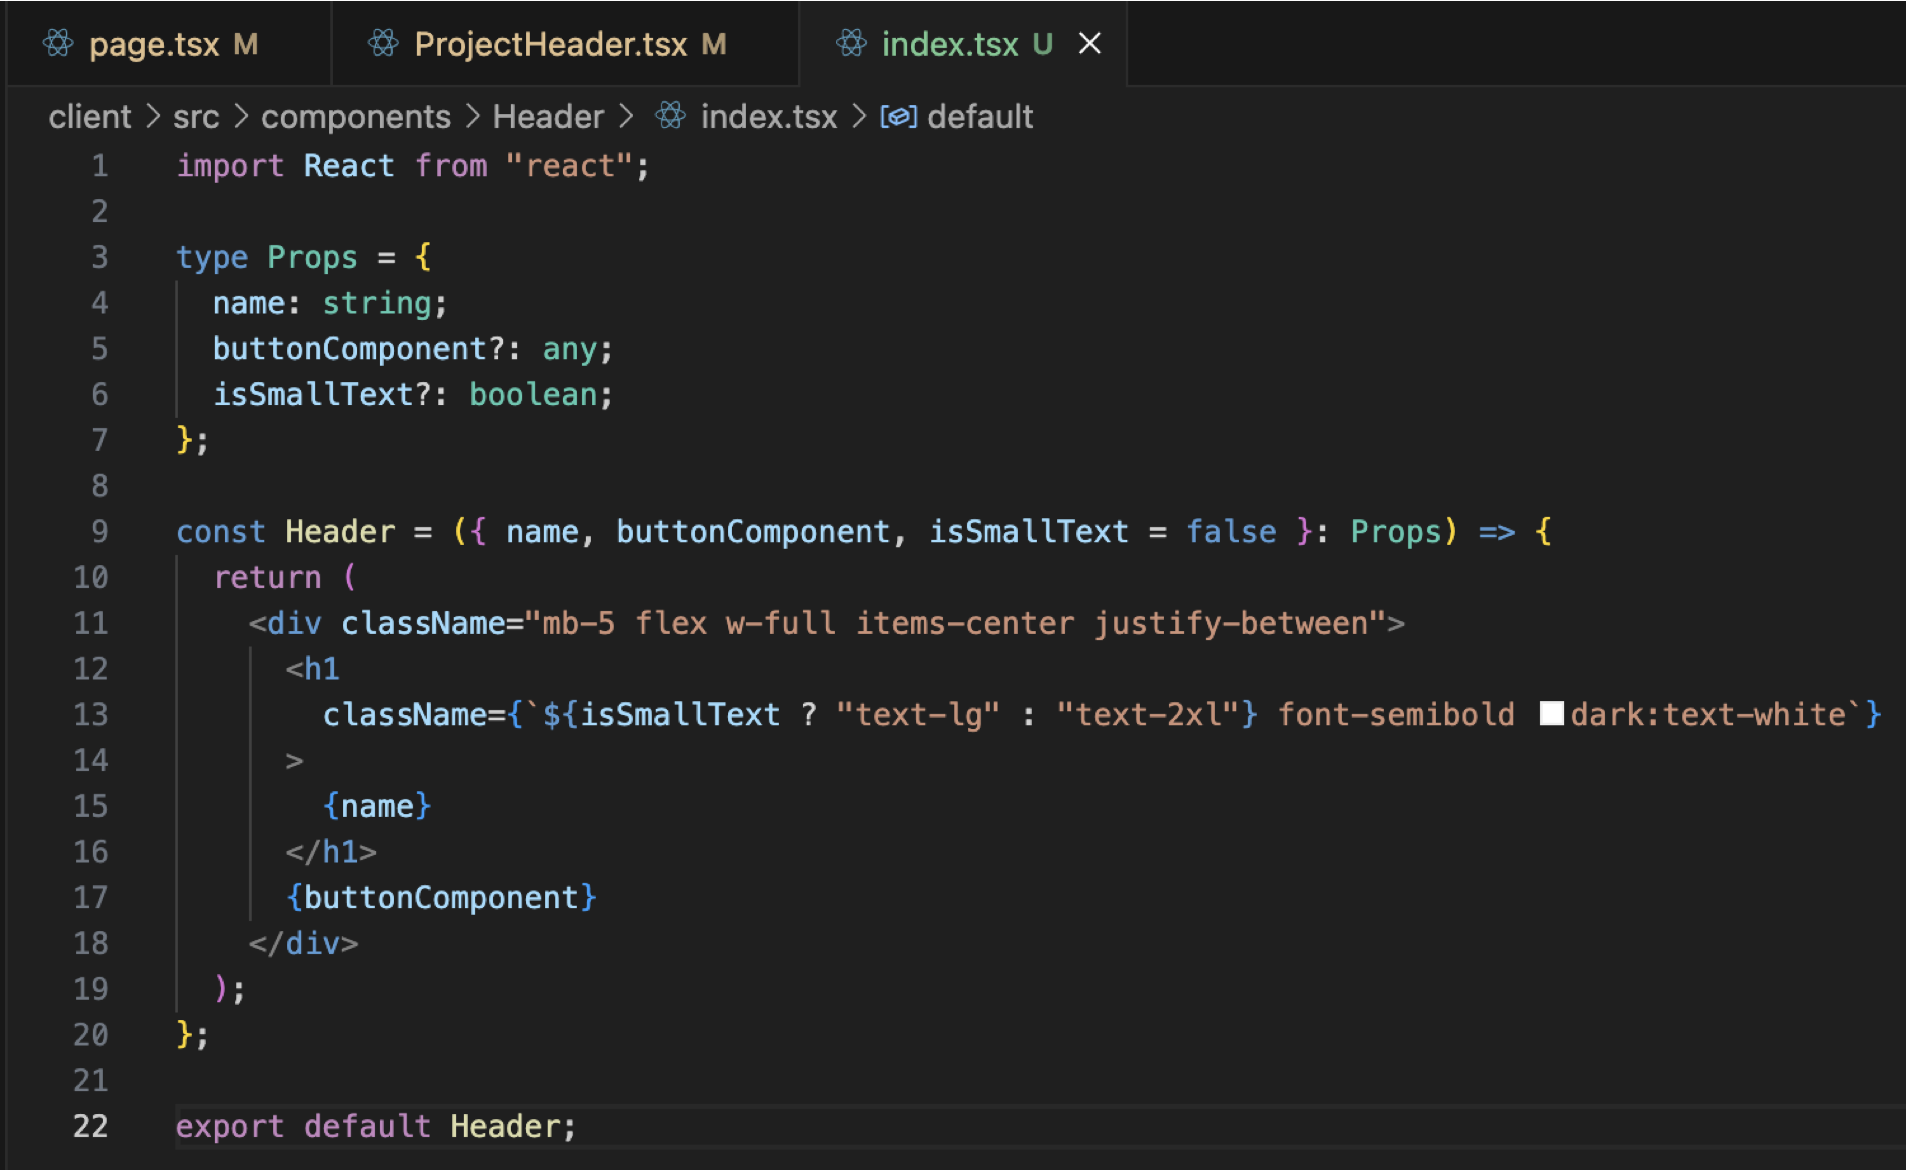 page.tsx M ProjectHeader.tsx M index.tsx U
client > src > components > Header > index.tsx > default
1 import React from "react";
2
3 type Props = {
4 name: string;
5 buttonComponent?: any;
6 isSmallText?: boolean;
7 };
8
9 const Header = ({ name, buttonComponent, isSmallText = false }: Props) => {
10 return (
11 <div className="mb-5 flex w-full items-center justify-between">
12 <h1
13 className={`${isSmallText ? "text-lg" : "text-2xl"} font-semibold dark:text-white`}
14 >
15 {name}
16 </h1>
17 {buttonComponent}
18 </div>
19 );
20 };
21
22 export default Header;